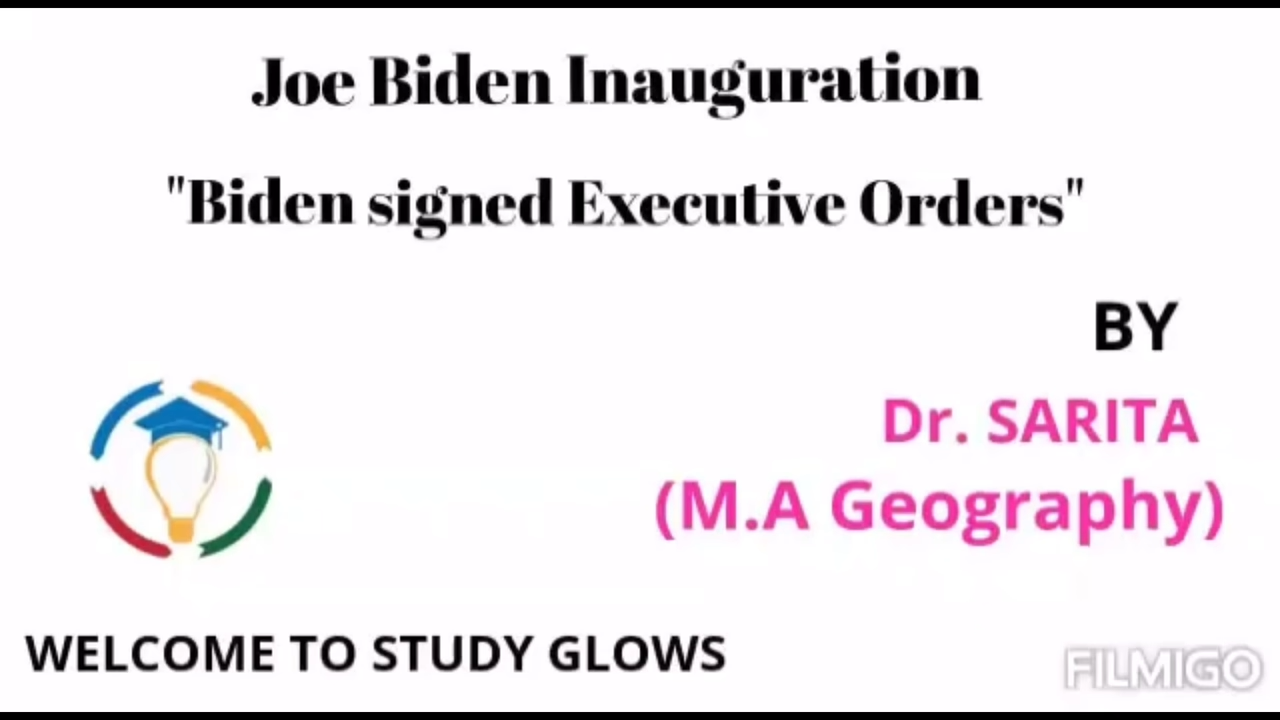 Joe Biden Inauguration
"Biden signed Executive Orders"
BY
Dr. SARITA
(M.A Geography)
WELCOME TO STUDY GLOWS
FILMIGO